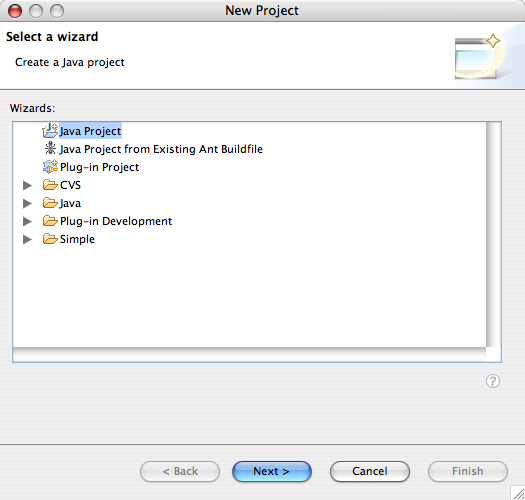 New Project
Select a wizard
Create a Java project
Wizards:
Java Project
Java Project from Existing Ant Buildfile
Plug-in Project
CVS
Java
Plug-in Development
Simple
?
< Back Next > Cancel Finish